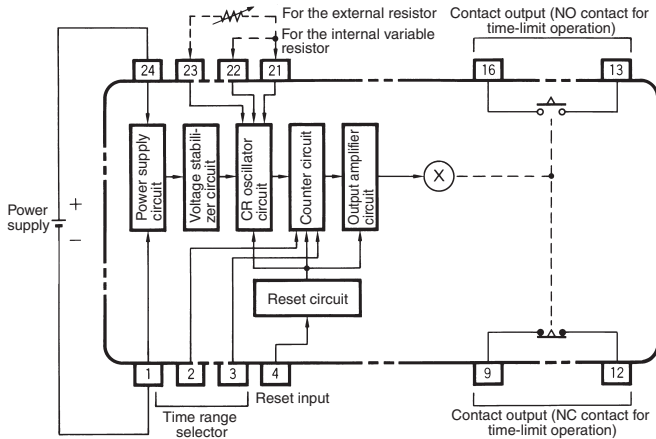 For the external resistor
For the internal variable
resistor
Contact output (NO contact for
time-limit operation)
24
23
22
21
16
13
Power supply
circuit
Voltage stabili-
zer circuit
CR oscillator
circuit
Counter circuit
Output amplifier
circuit
X
+
Power
supply
−
Reset circuit
1
2
3
4
9
12
Time range
selector
Reset input
Contact output (NC contact for
time-limit operation)